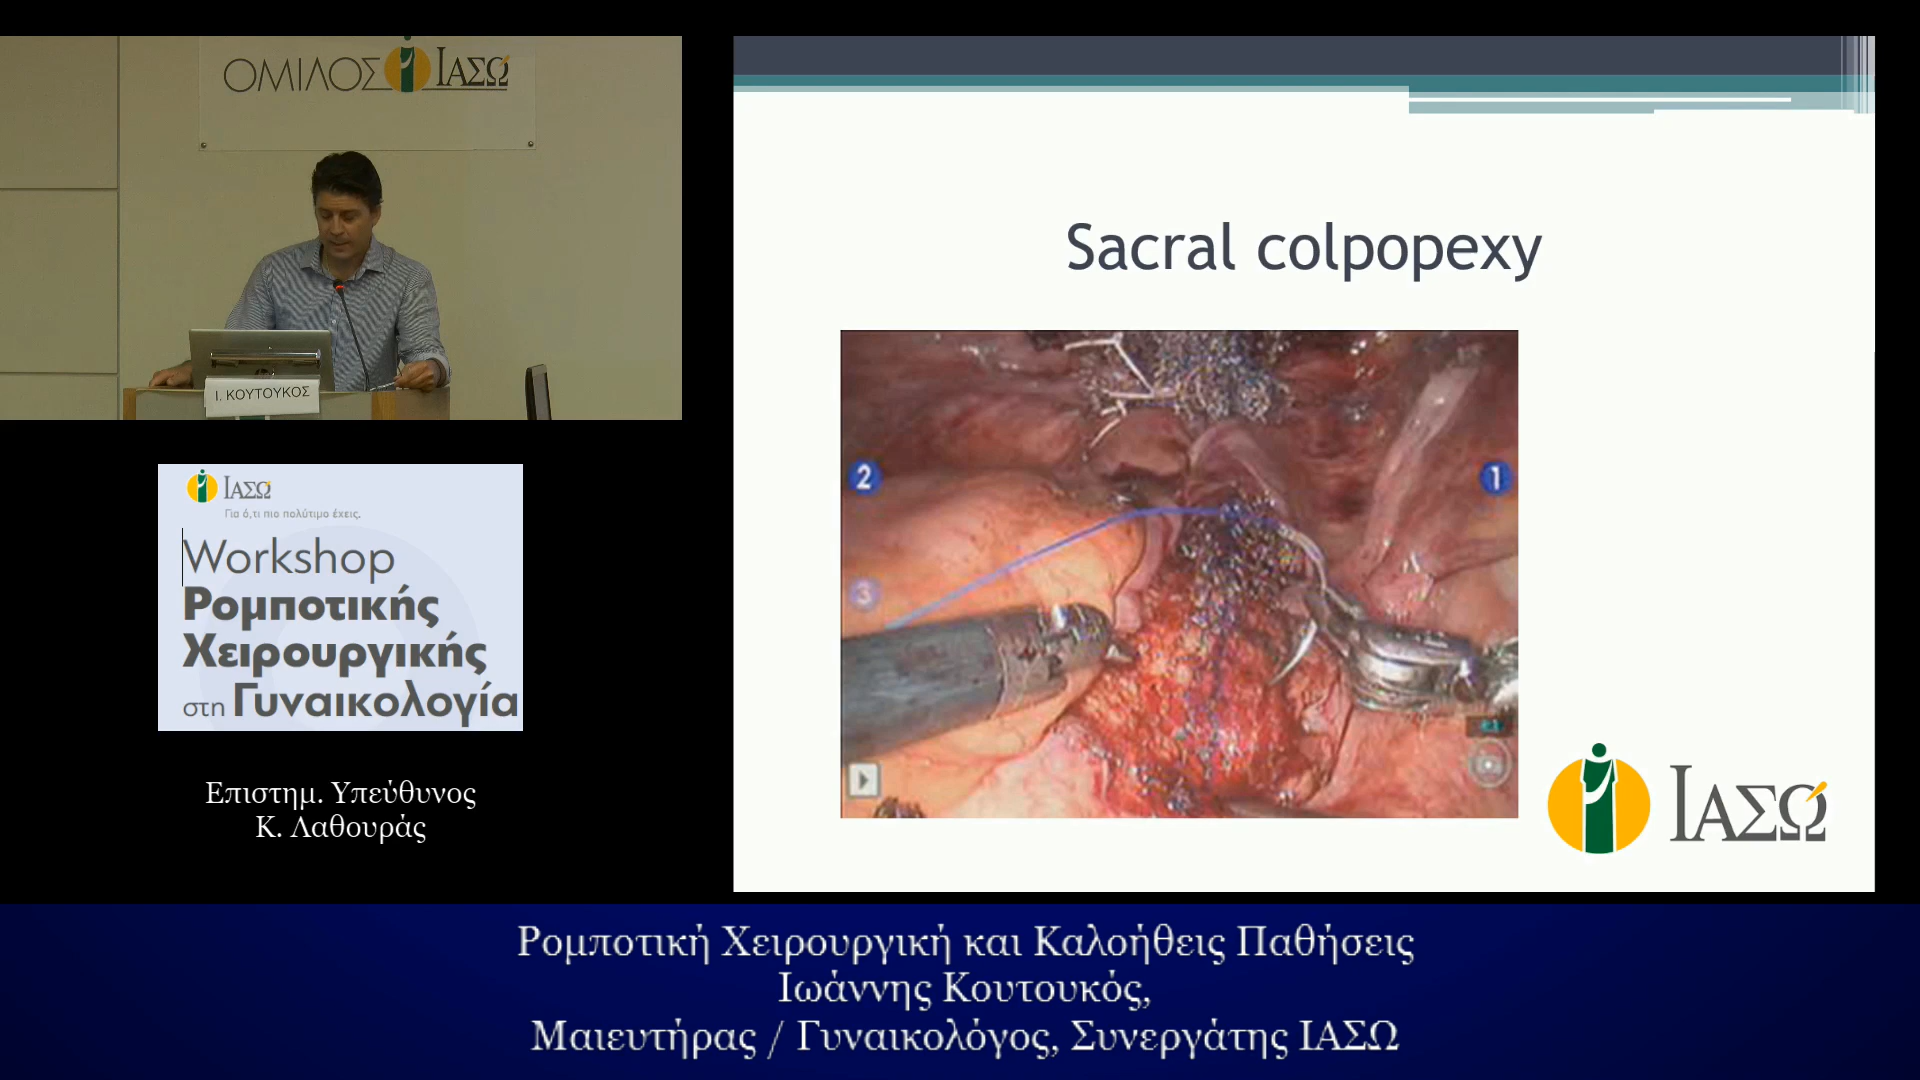 ΟΜΙΛΟΣ ΙΑΣΩ
Ι. ΚΟΥΤΟΥΚΟΣ
ΙΑΣΩ
Για ό,τι πιο πολύτιμο έχεις.
Workshop
Ρομποτικής
Χειρουργικής
στη Γυναικολογία
Επιστημ. Υπεύθυνος
Κ. Λαθουράς
Sacral colpopexy
2
1
3
ΙΑΣΩ
Ρομποτική Χειρουργική και Καλοήθεις Παθήσεις
Ιωάννης Κουτουκός,
Μαιευτήρας / Γυναικολόγος, Συνεργάτης ΙΑΣΩ